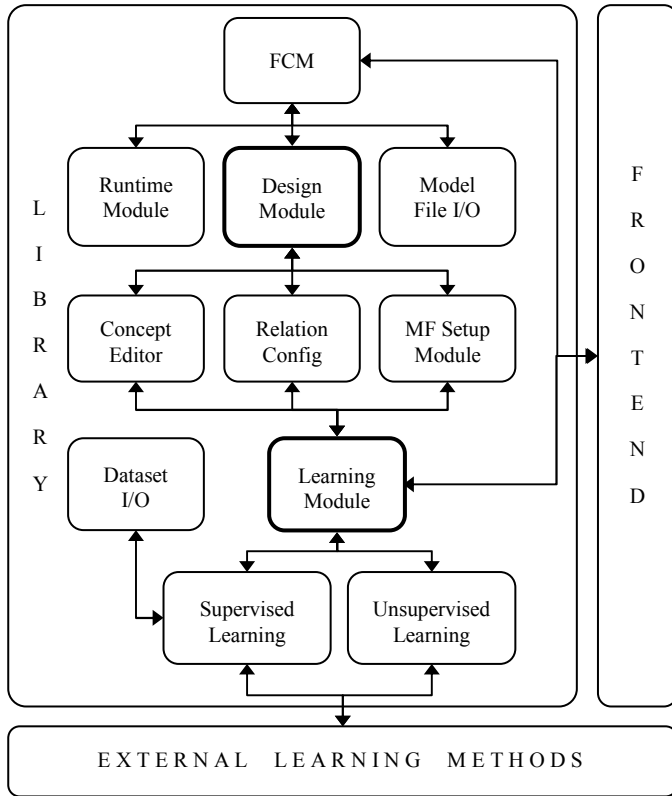 FCM
Runtime
Module
Design
Module
Model
File I/O
LIBRARY
FRONTEND
Concept
Editor
Relation
Config
MF Setup
Module
Dataset
I/O
Learning
Module
Supervised
Learning
Unsupervised
Learning
EXTERNAL LEARNING METHODS